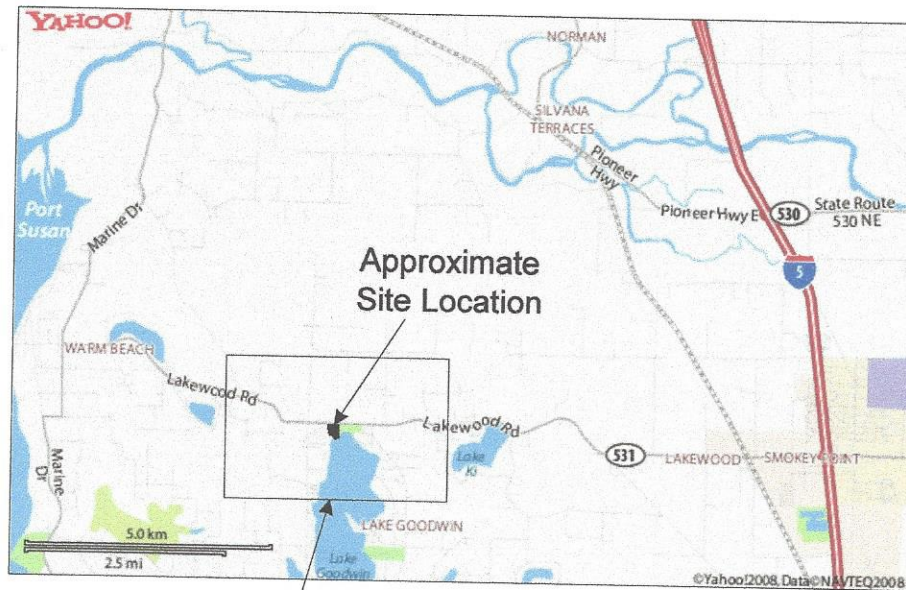 YAHOO!
NORMAN
SILVANA
TERRACES
Pioneer
Hwy
Pioneer Hwy E
530
State Route
530 NE
Port
Susan
Marine Dr
5
Approximate
Site Location
WARM BEACH
Lakewood Rd
Lakewood Rd
Lake
Ki
531
LAKEWOOD
SMOKEY POINT
Marine
Dr
LAKE GOODWIN
5.0 km
2.5 mi
Lake
Goodwin
©Yahoo!2008, Data©NAVTEQ2008